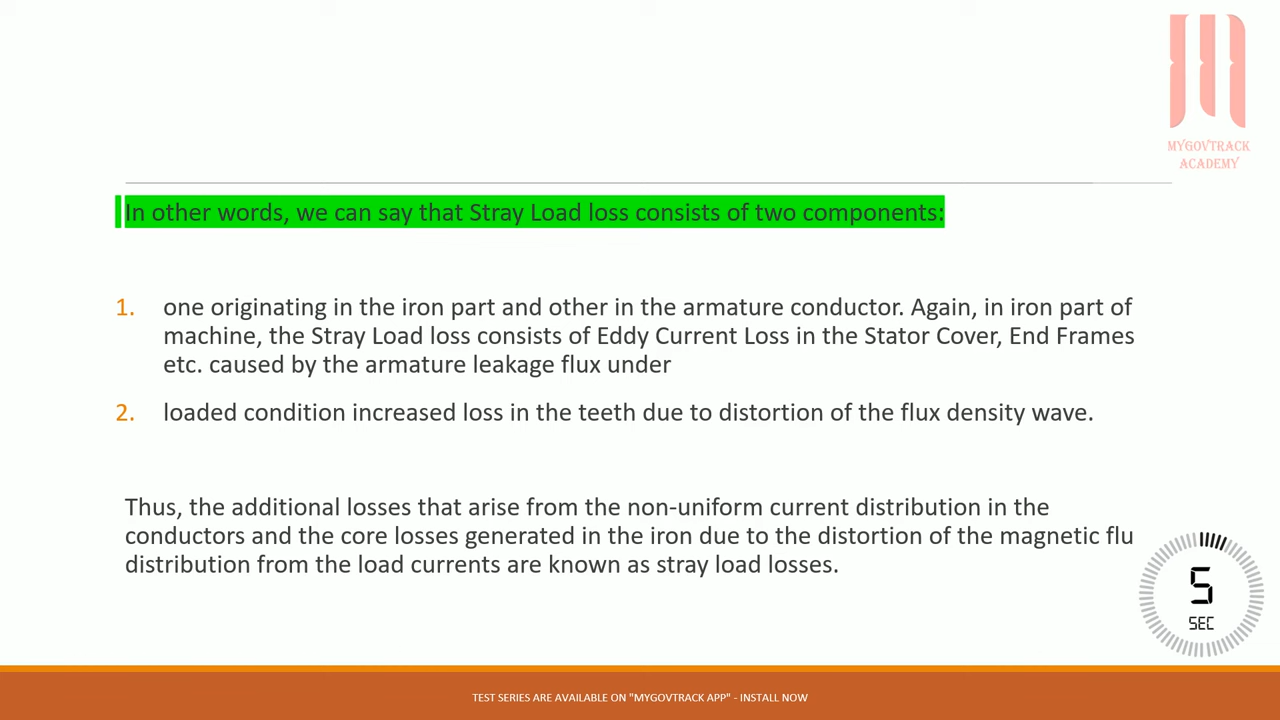 MYGOVTRACK
ACADEMY
In other words, we can say that Stray Load loss consists of two components:
1. one originating in the iron part and other in the armature conductor. Again, in iron part of
machine, the Stray Load loss consists of Eddy Current Loss in the Stator Cover, End Frames
etc. caused by the armature leakage flux under
2. loaded condition increased loss in the teeth due to distortion of the flux density wave.
Thus, the additional losses that arise from the non-uniform current distribution in the
conductors and the core losses generated in the iron due to the distortion of the magnetic flu
distribution from the load currents are known as stray load losses.
5
SEC
TEST SERIES ARE AVAILABLE ON "MYGOVTRACK APP" - INSTALL NOW